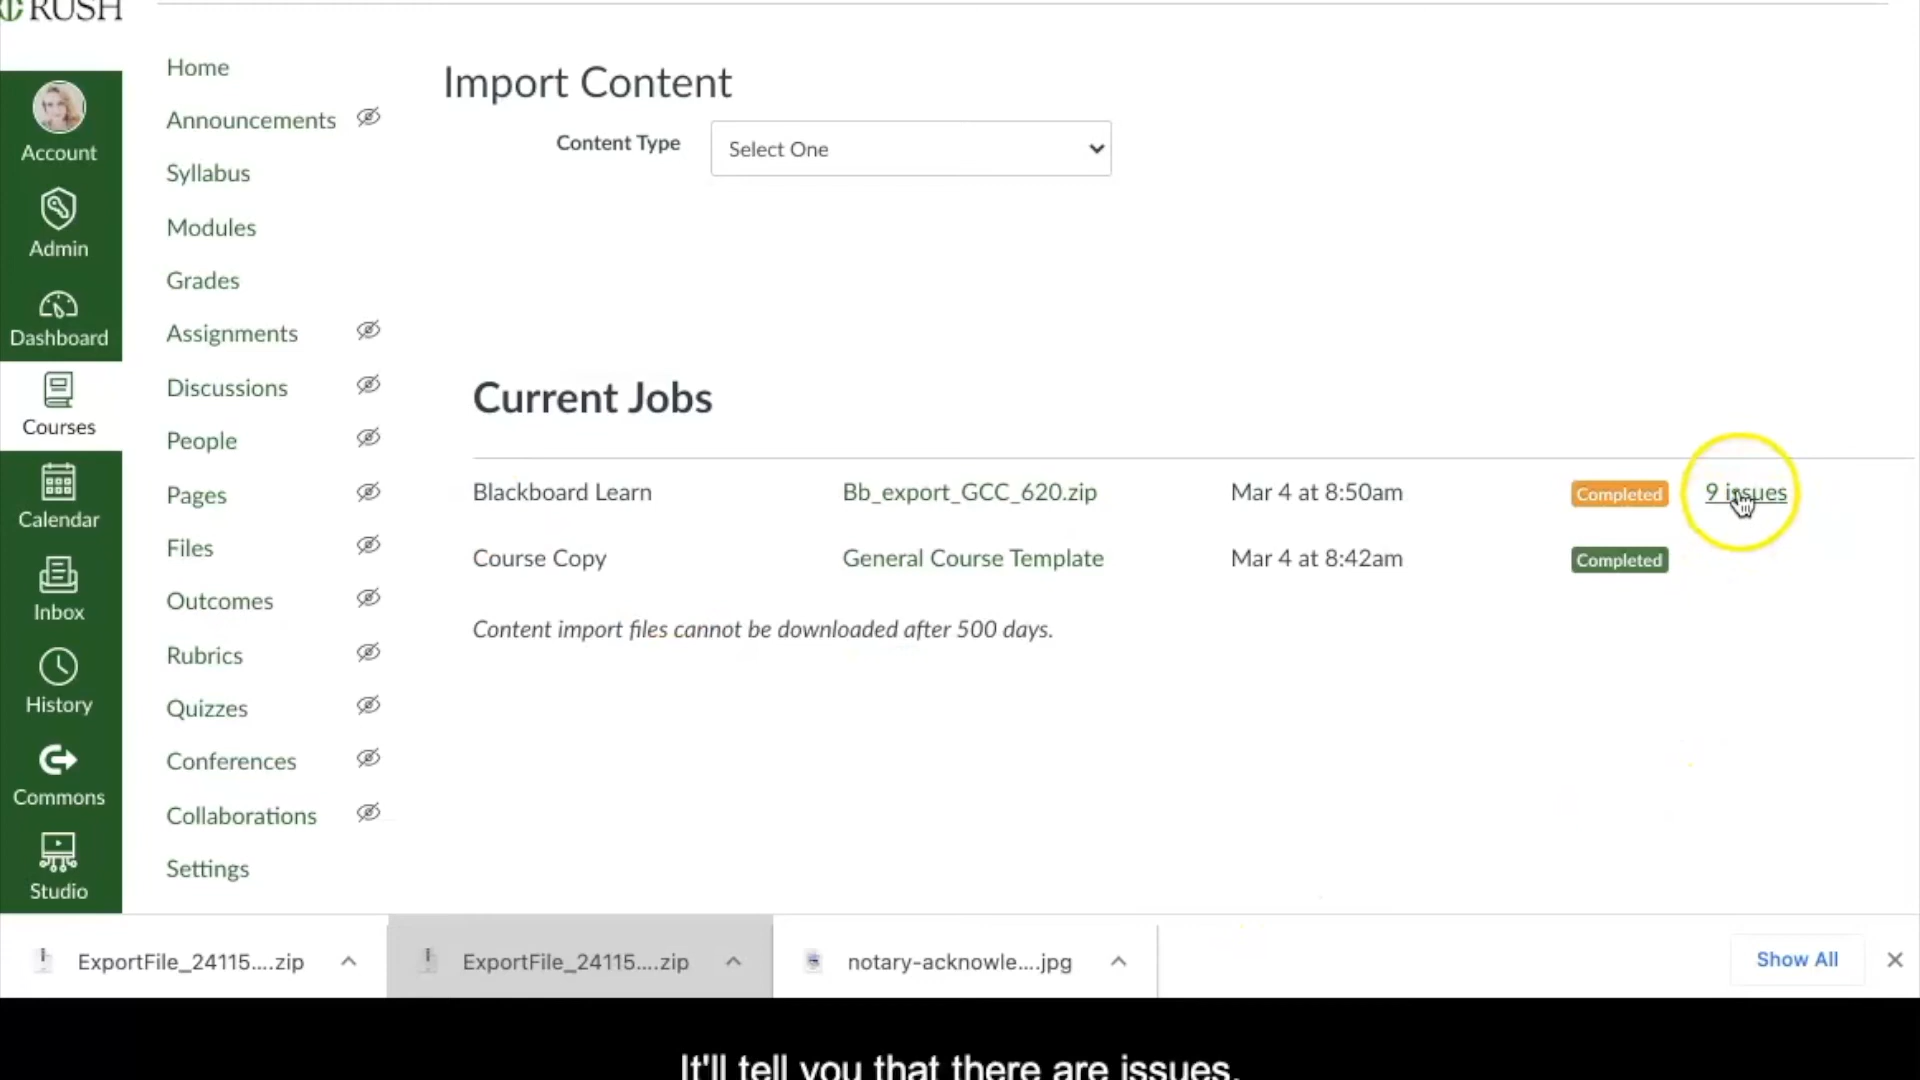 RUSH
Account
Admin
Dashboard
Courses
Calendar
Inbox
History
Commons
Studio
Home
Announcements
Syllabus
Modules
Grades
Assignments
Discussions
People
Pages
Files
Outcomes
Rubrics
Quizzes
Conferences
Collaborations
Settings
Import Content
Content Type Select One
Current Jobs
Blackboard Learn Bb_export_GCC_620.zip Mar 4 at 8:50am Completed 9 issues
Course Copy General Course Template Mar 4 at 8:42am Completed
Content import files cannot be downloaded after 500 days.
ExportFile_24115....zip ExportFile_24115....zip notary-acknowle....jpg Show All
It'll tell you that there are issues.